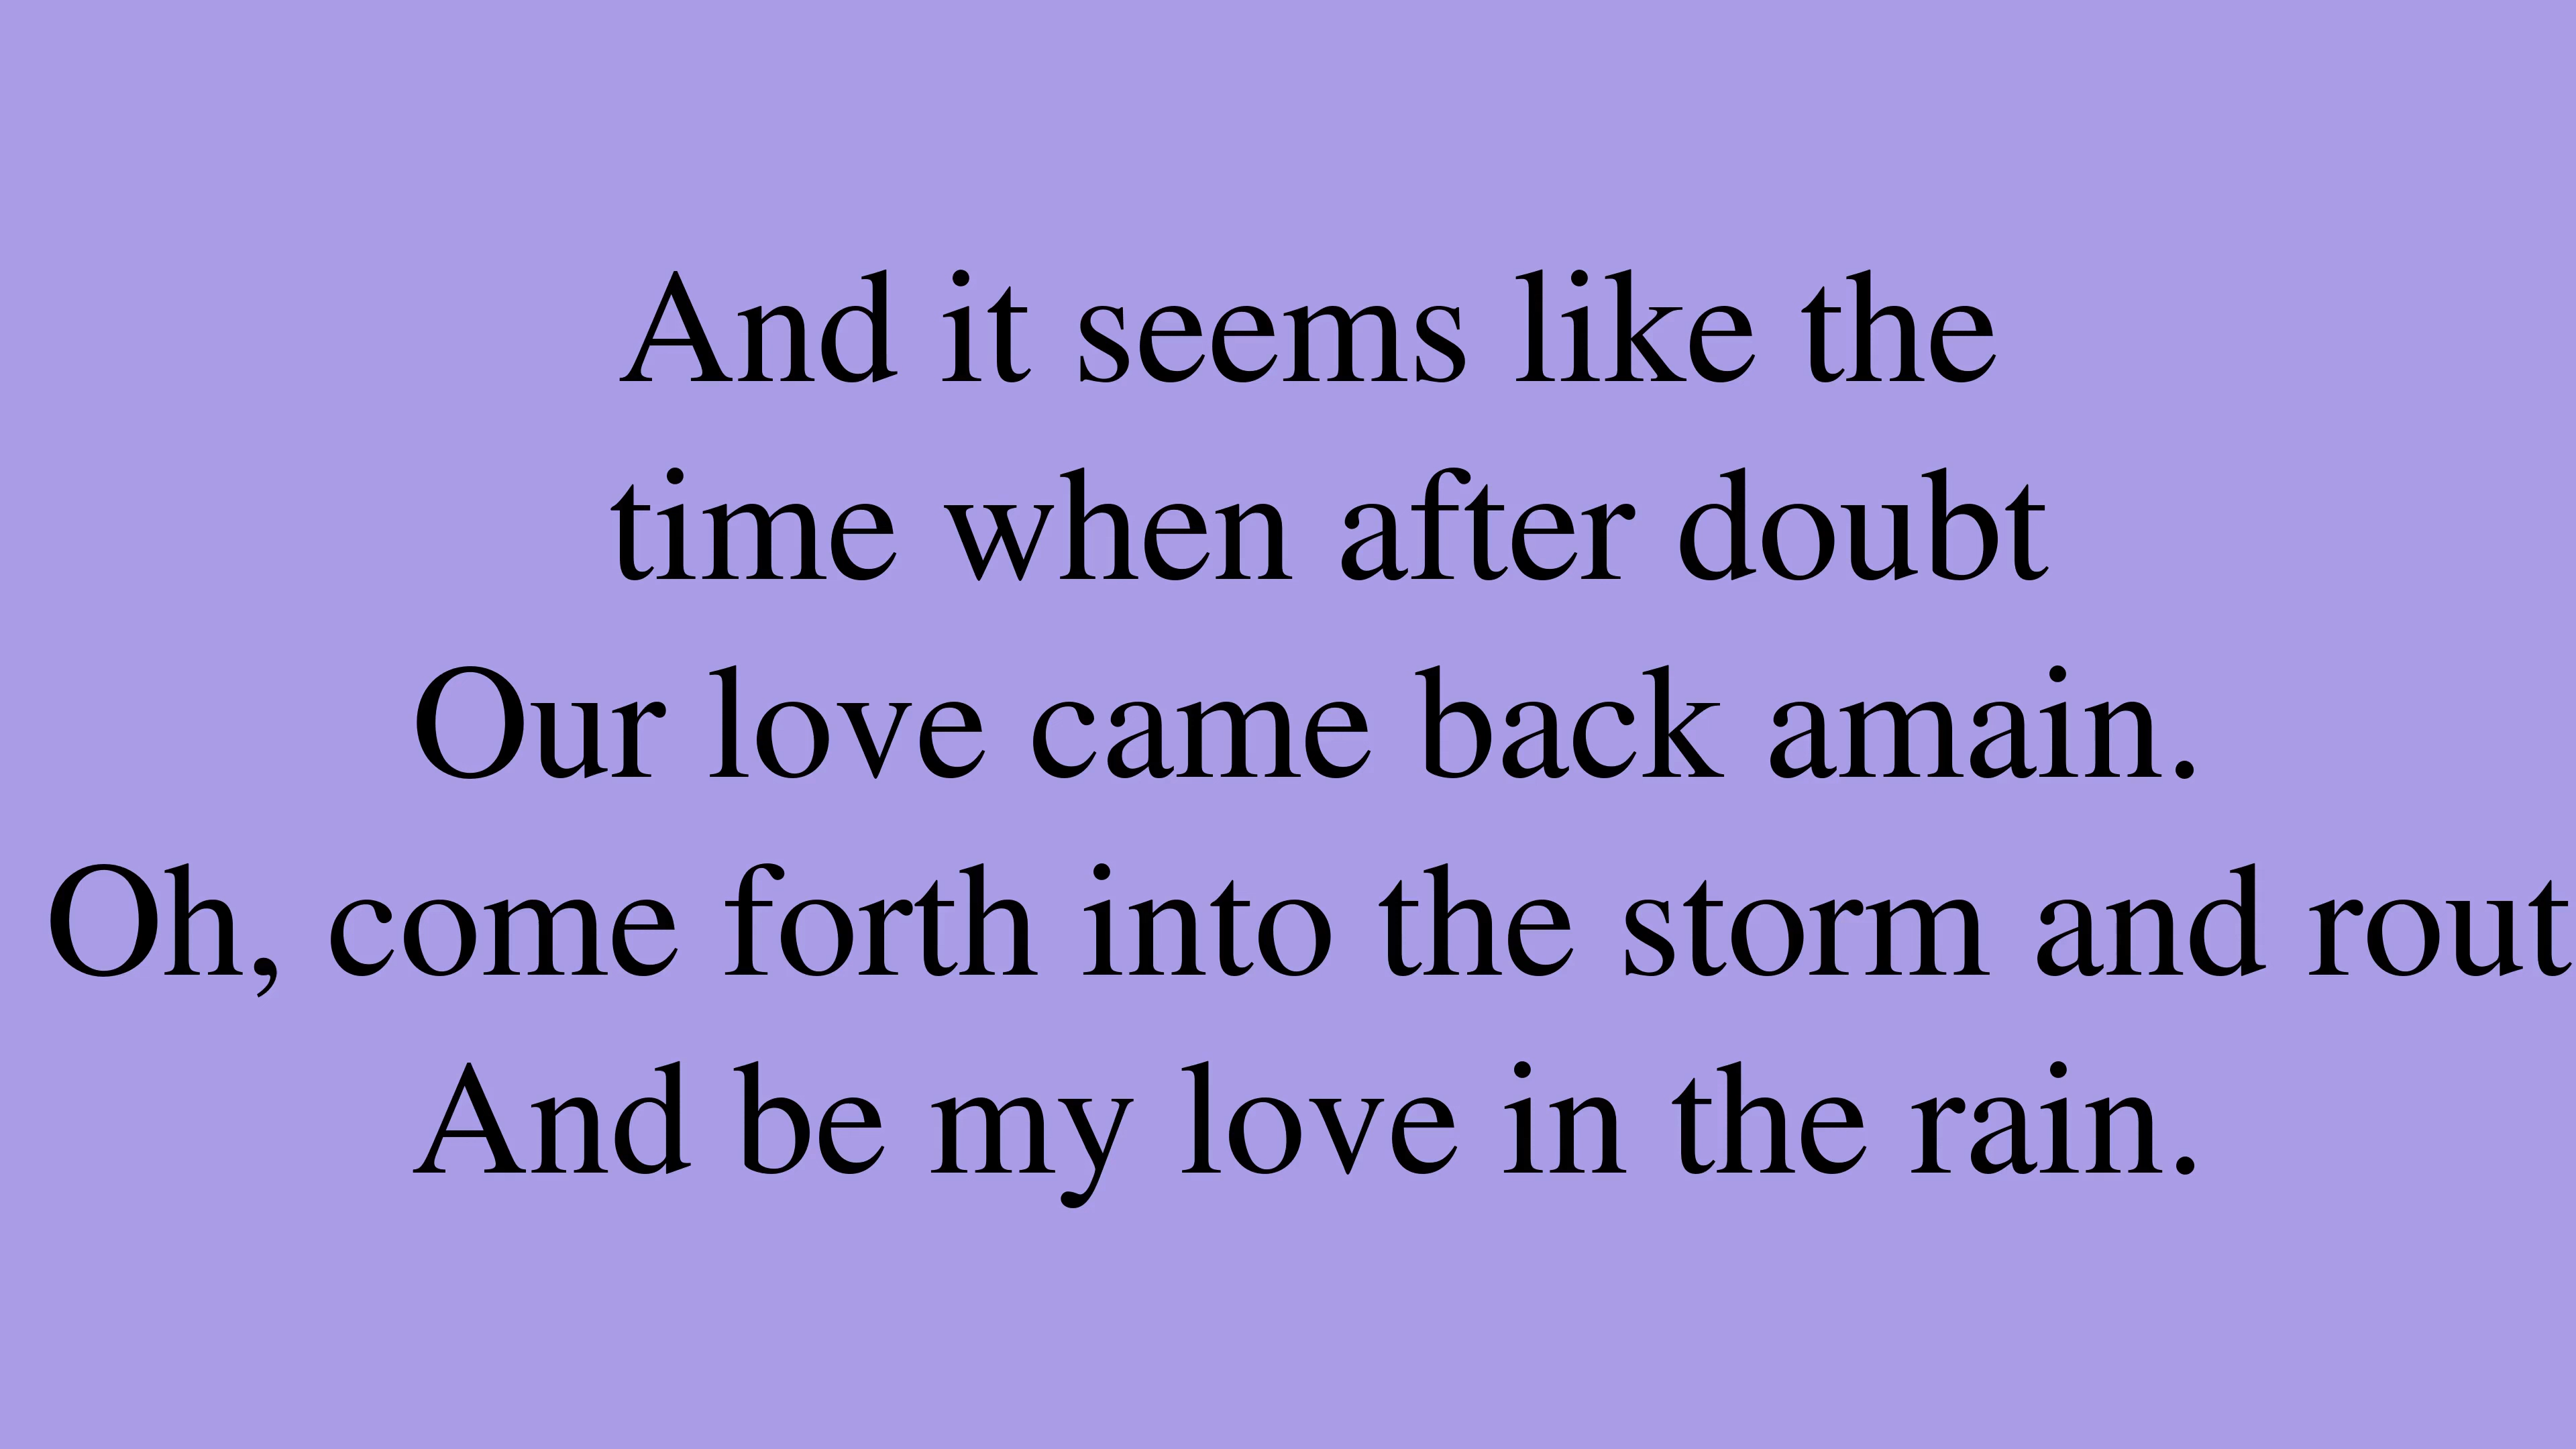 And it seems like the
time when after doubt
Our love came back amain.
Oh, come forth into the storm and rout
And be my love in the rain.